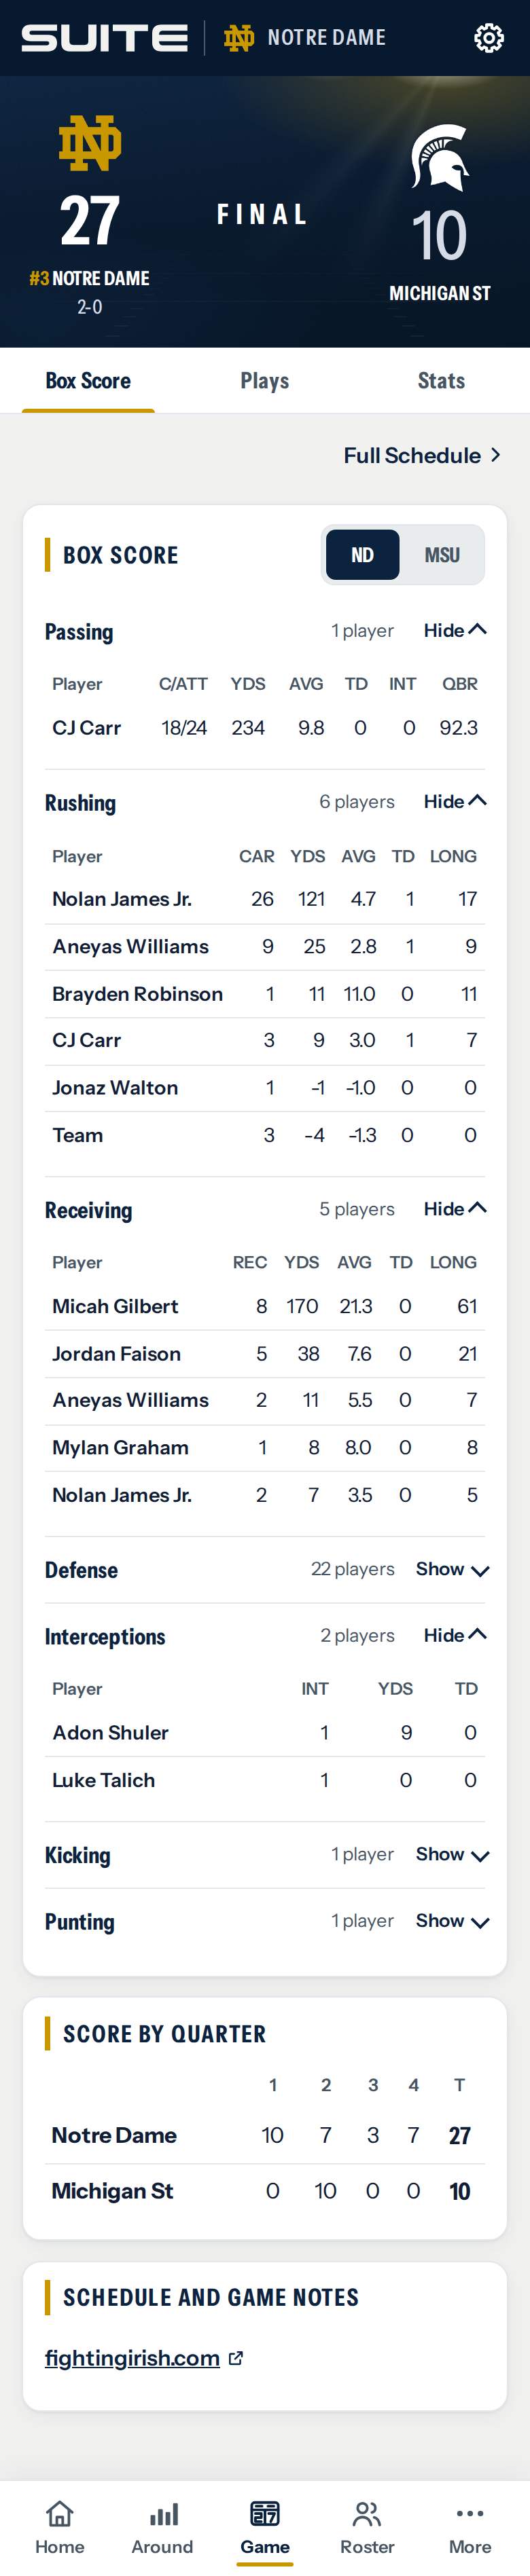 SUITE NOTRE DAME
27 FINAL 10
#3 NOTRE DAME MICHIGAN ST
2-0
Box Score Plays Stats
Full Schedule
BOX SCORE ND MSU
Passing 1 player Hide
Player C/ATT YDS AVG TD INT QBR
CJ Carr 18/24 234 9.8 0 0 92.3
Rushing 6 players Hide
Player CAR YDS AVG TD LONG
Nolan James Jr. 26 121 4.7 1 17
Aneyas Williams 9 25 2.8 1 9
Brayden Robinson 1 11 11.0 0 11
CJ Carr 3 9 3.0 1 7
Jonaz Walton 1 -1 -1.0 0 0
Team 3 -4 -1.3 0 0
Receiving 5 players Hide
Player REC YDS AVG TD LONG
Micah Gilbert 8 170 21.3 0 61
Jordan Faison 5 38 7.6 0 21
Aneyas Williams 2 11 5.5 0 7
Mylan Graham 1 8 8.0 0 8
Nolan James Jr. 2 7 3.5 0 5
Defense 22 players Show
Interceptions 2 players Hide
Player INT YDS TD
Adon Shuler 1 9 0
Luke Talich 1 0 0
Kicking 1 player Show
Punting 1 player Show
SCORE BY QUARTER
1 2 3 4 T
Notre Dame 10 7 3 7 27
Michigan St 0 10 0 0 10
SCHEDULE AND GAME NOTES
fightingirish.com
Home Around Game Roster More